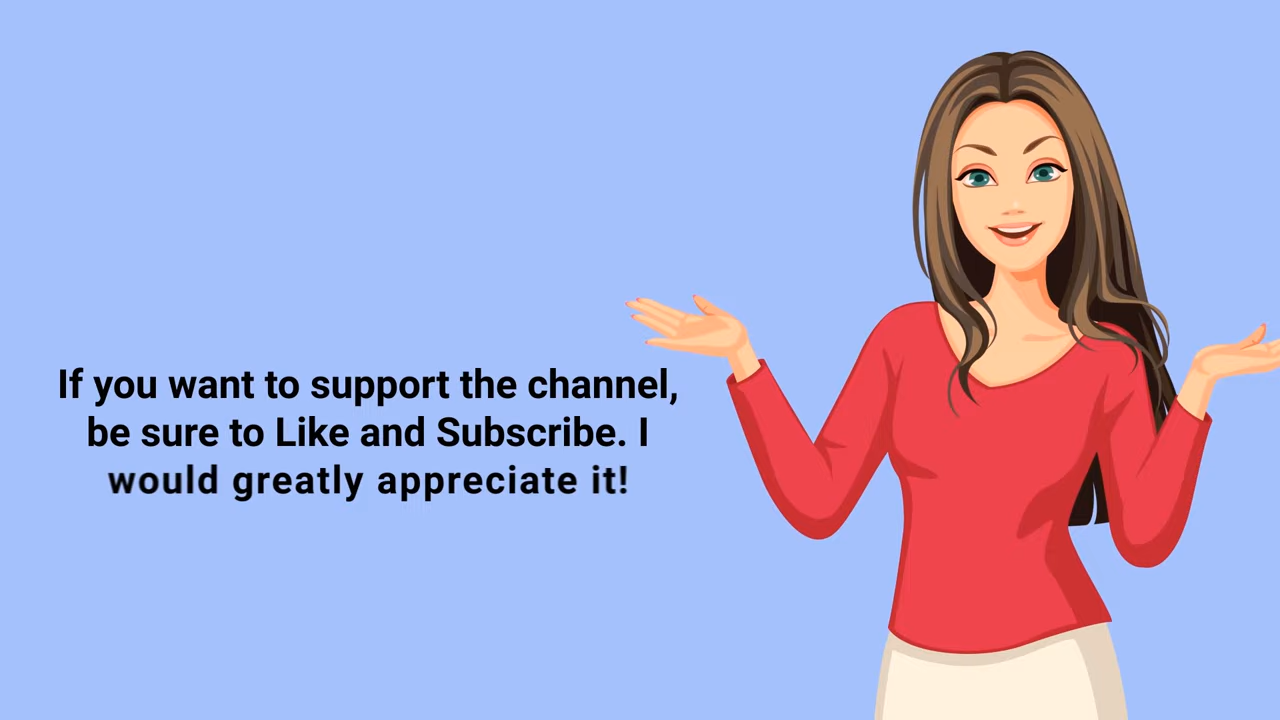 If you want to support the channel,
be sure to Like and Subscribe. I
would greatly appreciate it!